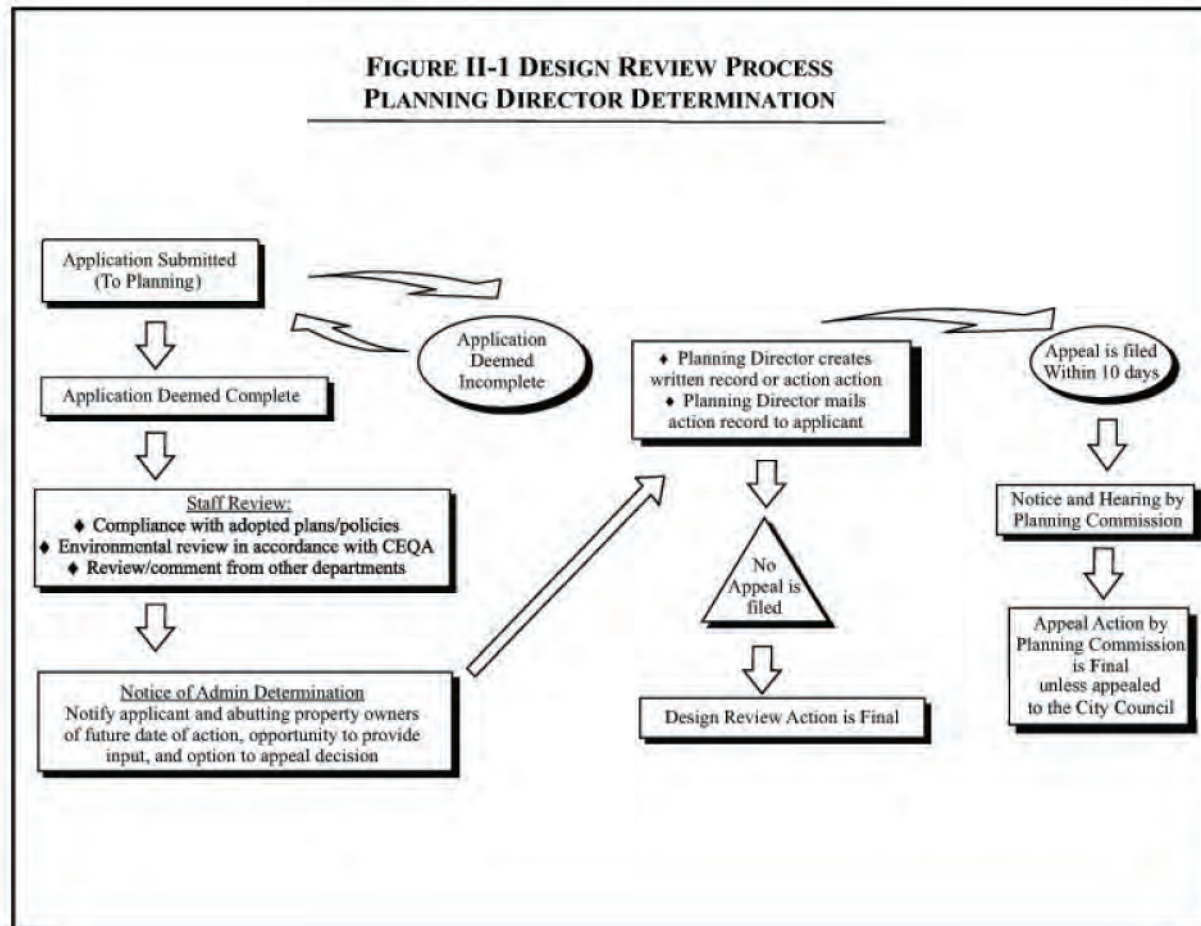 FIGURE II-1 DESIGN REVIEW PROCESS
PLANNING DIRECTOR DETERMINATION
Application Submitted
(To Planning)
Application
Deemed
Incomplete
Application Deemed Complete
Staff Review:
♦ Compliance with adopted plans/policies
♦ Environmental review in accordance with CEQA
♦ Review/comment from other departments
Notice of Admin Determination
Notify applicant and abutting property owners
of future date of action, opportunity to provide
input, and option to appeal decision
♦ Planning Director creates
written record or action action
♦ Planning Director mails
action record to applicant
No
Appeal is
filed
Design Review Action is Final
Appeal is filed
Within 10 days
Notice and Hearing by
Planning Commission
Appeal Action by
Planning Commission
is Final
unless appealed
to the City Council